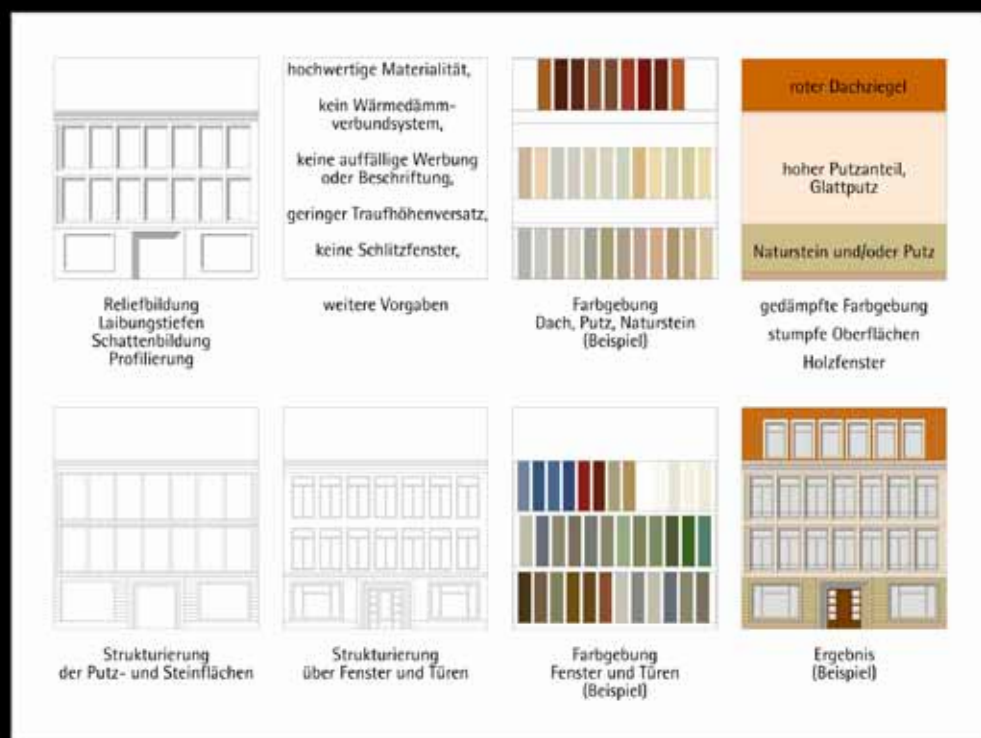 hochwertige Materialität,
kein Wärmedämm-
verbundsystem,
keine auffällige Werbung
oder Beschriftung,
geringer Traufhöhenversatz,
keine Schlitzfenster,
roter Dachziegel
hoher Putzanteil,
Glattputz
Naturstein und/oder Putz
Reliefbildung
Laibungstiefen
Schattenbildung
Profilierung
weitere Vorgaben
Farbgebung
Dach, Putz, Naturstein
(Beispiel)
gedämpfte Farbgebung
stumpfe Oberflächen
Holzfenster
Strukturierung
der Putz- und Steinflächen
Strukturierung
über Fenster und Türen
Farbgebung
Fenster und Türen
(Beispiel)
Ergebnis
(Beispiel)